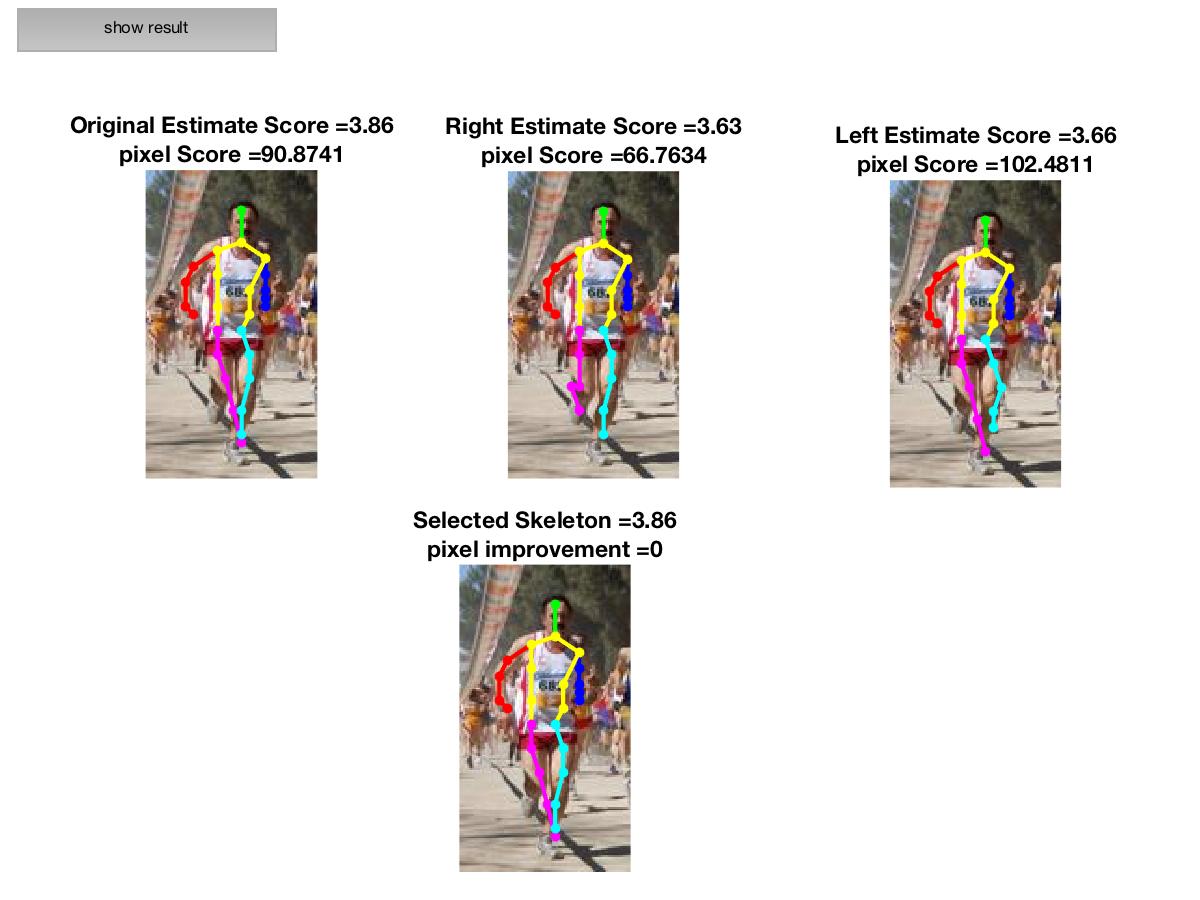 show result
Original Estimate Score =3.86
pixel Score =90.8741
Right Estimate Score =3.63
pixel Score =66.7634
Left Estimate Score =3.66
pixel Score =102.4811
Selected Skeleton =3.86
pixel improvement =0